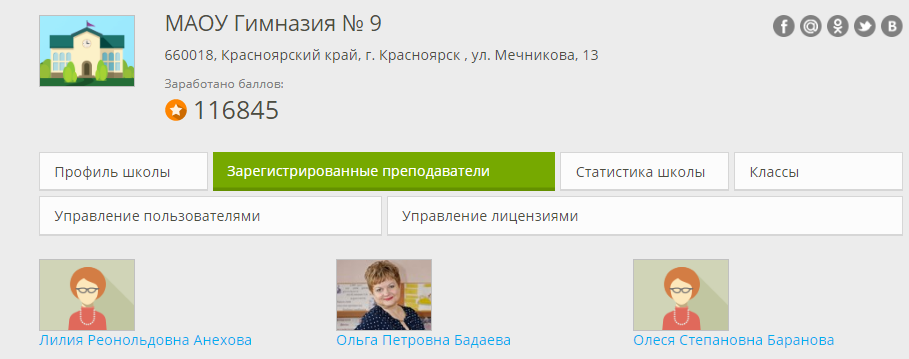 МАОУ Гимназия № 9
660018, Красноярский край, г. Красноярск , ул. Мечникова, 13
Заработано баллов:
116845
Профиль школы
Зарегистрированные преподаватели
Статистика школы
Классы
Управление пользователями
Управление лицензиями
Лилия Реонольдовна Анехова
Ольга Петровна Бадаева
Олеся Степановна Баранова